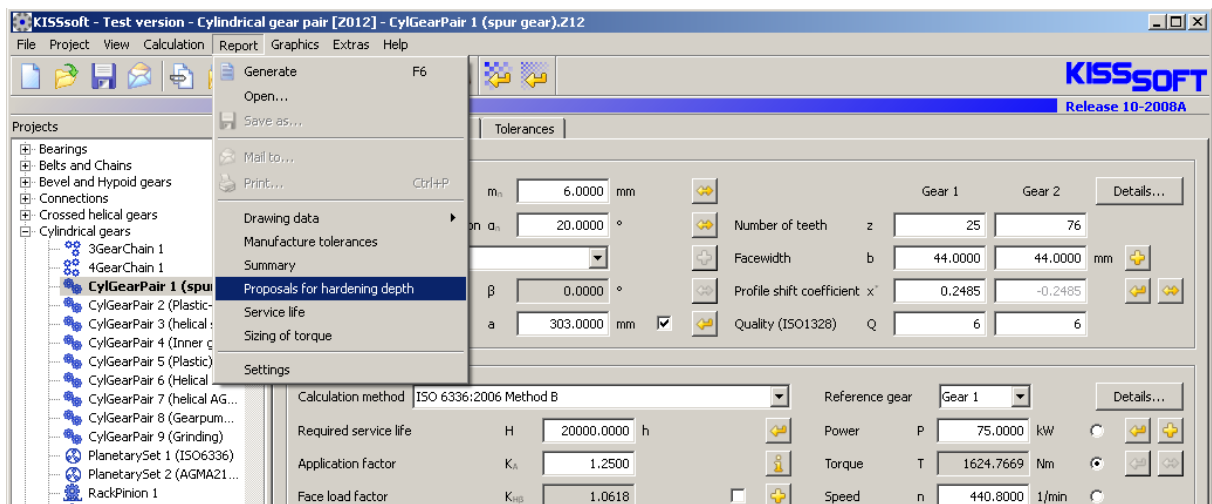 KISSsoft - Test version - Cylindrical gear pair [Z012] - CylGearPair 1 (spur gear).Z12
File Project View Calculation Report Graphics Extras Help
KISSsoft
Release 10-2008A
Generate F6
Open...
Save as...
Mail to...
Print... Ctrl+P
Drawing data
Manufacture tolerances
Summary
Proposals for hardening depth
Service life
Sizing of torque
Settings
Projects
Bearings
Belts and Chains
Bevel and Hypoid gears
Connections
Crossed helical gears
Cylindrical gears
3GearChain 1
4GearChain 1
CylGearPair 1 (spu
CylGearPair 2 (Plastic-
CylGearPair 3 (helical
CylGearPair 4 (Inner g
CylGearPair 5 (Plastic)
CylGearPair 6 (Helical
CylGearPair 7 (helical AG...
CylGearPair 8 (Gearpum...
CylGearPair 9 (Grinding)
PlanetarySet 1 (ISO6336)
PlanetarySet 2 (AGMA21...
RackPinion 1
Tolerances
mn 6.0000 mm Gear 1 Gear 2 Details...
on αn 20.0000 ° Number of teeth z 25 76
Facewidth b 44.0000 44.0000 mm
β 0.0000 ° Profile shift coefficient x* 0.2485 -0.2485
a 303.0000 mm Quality (ISO1328) Q 6 6
Calculation method ISO 6336:2006 Method B Reference gear Gear 1 Details...
Required service life H 20000.0000 h Power P 75.0000 kW
Application factor KA 1.2500 Torque T 1624.7669 Nm
Face load factor KHβ 1.0618 Speed n 440.8000 1/min